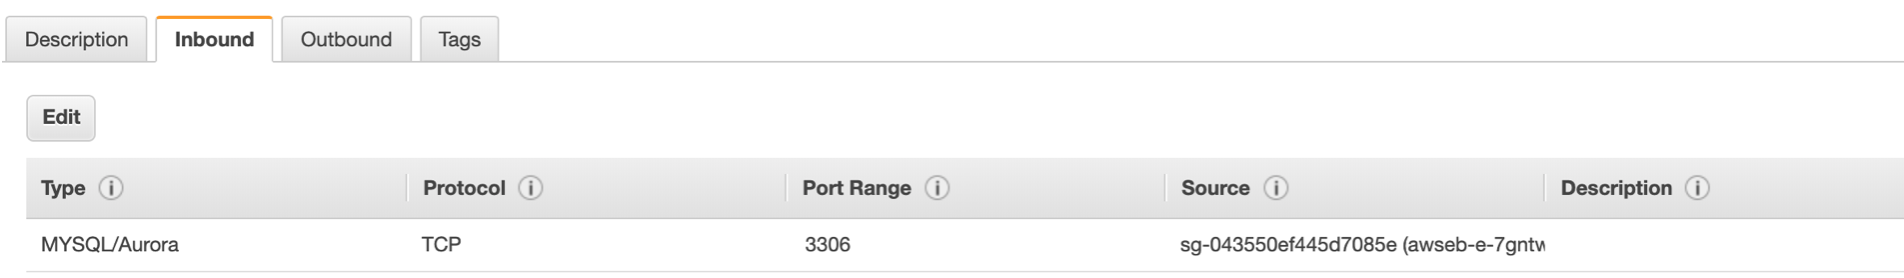 Description Inbound Outbound Tags
Edit
Type Protocol Port Range Source Description
MYSQL/Aurora TCP 3306 sg-043550ef445d7085e (awseb-e-7gntw